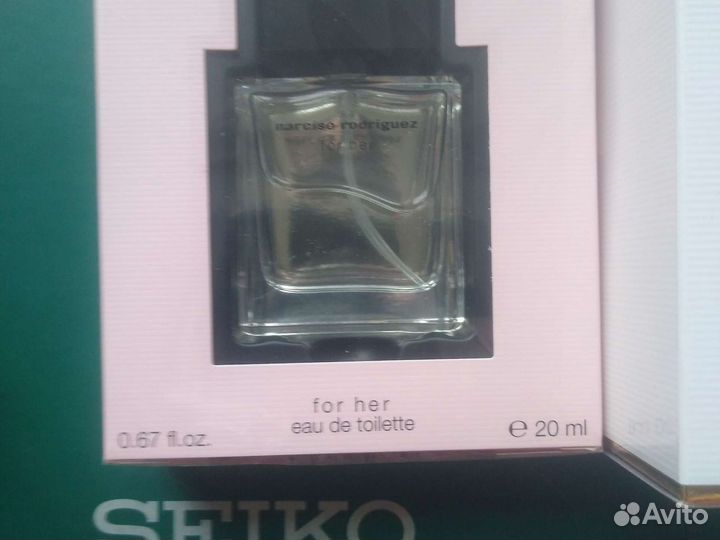 narciso rodriguez
for her
for her
eau de toilette
0.67 fl.oz.
e 20 ml
SEIKO
Avito